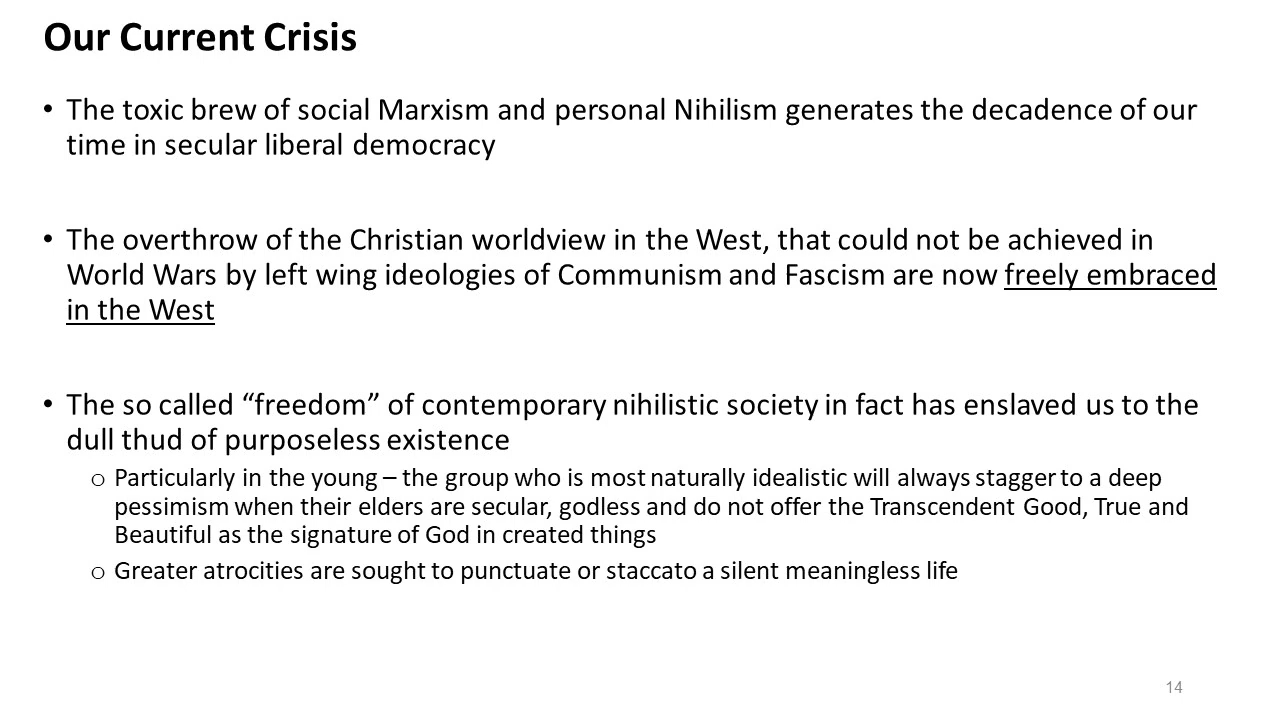 Our Current Crisis
• The toxic brew of social Marxism and personal Nihilism generates the decadence of our
time in secular liberal democracy
• The overthrow of the Christian worldview in the West, that could not be achieved in
World Wars by left wing ideologies of Communism and Fascism are now freely embraced
in the West
• The so called “freedom” of contemporary nihilistic society in fact has enslaved us to the
dull thud of purposeless existence
o Particularly in the young – the group who is most naturally idealistic will always stagger to a deep
pessimism when their elders are secular, godless and do not offer the Transcendent Good, True and
Beautiful as the signature of God in created things
o Greater atrocities are sought to punctuate or staccato a silent meaningless life
14